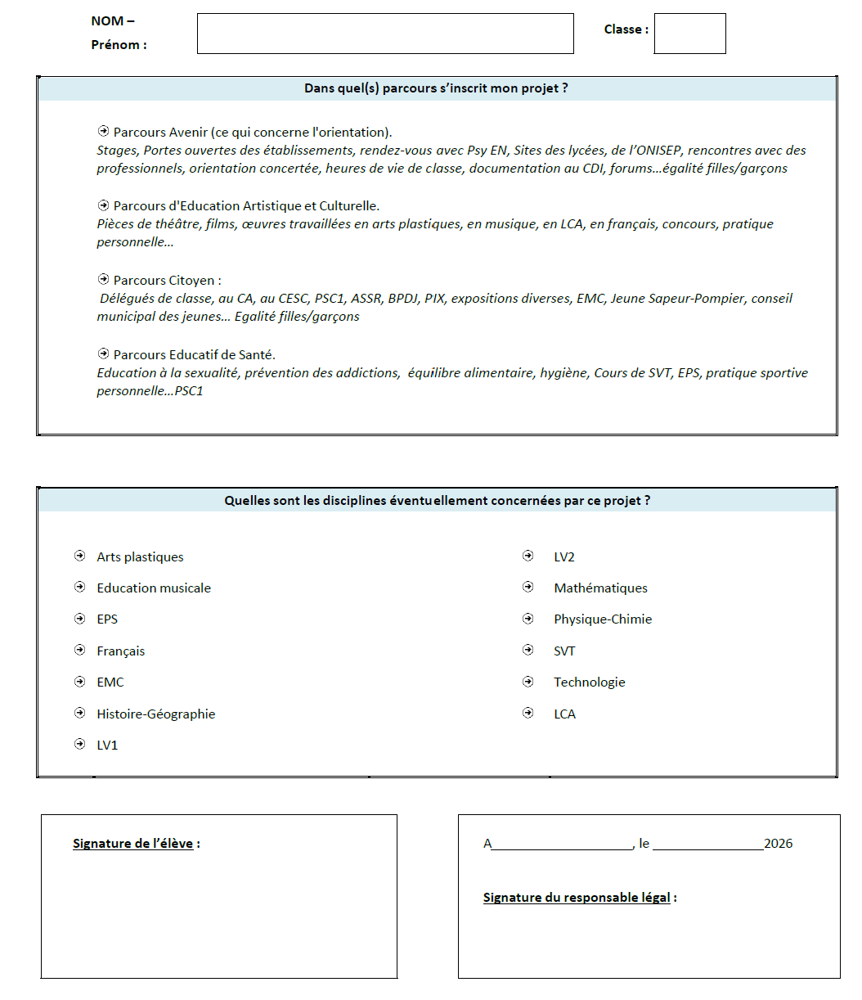 NOM –
Prénom :
Classe :
Dans quel(s) parcours s’inscrit mon projet ?
Parcours Avenir (ce qui concerne l'orientation).
Stages, Portes ouvertes des établissements, rendez-vous avec Psy EN, Sites des lycées, de l’ONISEP, rencontres avec des
professionnels, orientation concertée, heures de vie de classe, documentation au CDI, forums…égalité filles/garçons
Parcours d'Education Artistique et Culturelle.
Pièces de théâtre, films, œuvres travaillées en arts plastiques, en musique, en LCA, en français, concours, pratique
personnelle…
Parcours Citoyen :
Délégués de classe, au CA, au CESC, PSC1, ASSR, BPDJ, PIX, expositions diverses, EMC, Jeune Sapeur-Pompier, conseil
municipal des jeunes… Egalité filles/garçons
Parcours Educatif de Santé.
Education à la sexualité, prévention des addictions, équilibre alimentaire, hygiène, Cours de SVT, EPS, pratique sportive
personnelle…PSC1
Quelles sont les disciplines éventuellement concernées par ce projet ?
Arts plastiques
Education musicale
EPS
Français
EMC
Histoire-Géographie
LV1
LV2
Mathématiques
Physique-Chimie
SVT
Technologie
LCA
Signature de l’élève :
A____________________, le ________________2026
Signature du responsable légal :